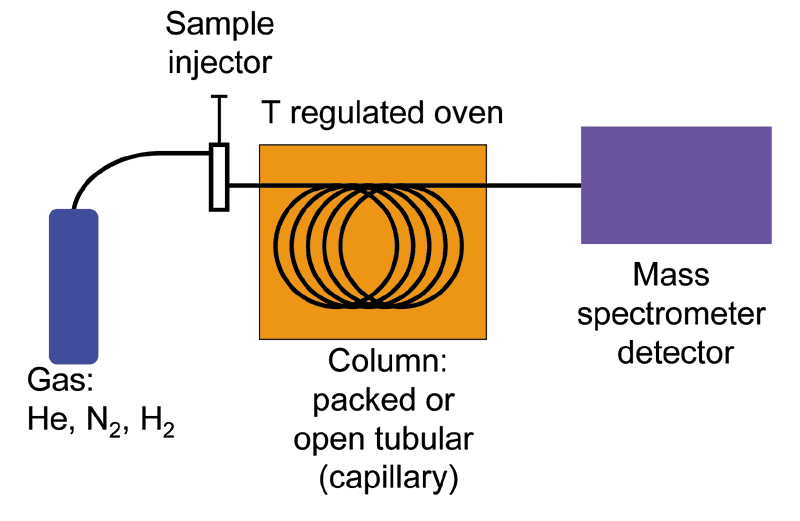 Sample
injector
T regulated oven
Mass
spectrometer
detector
Column:
packed or
open tubular
(capillary)
Gas:
He, N₂, H₂